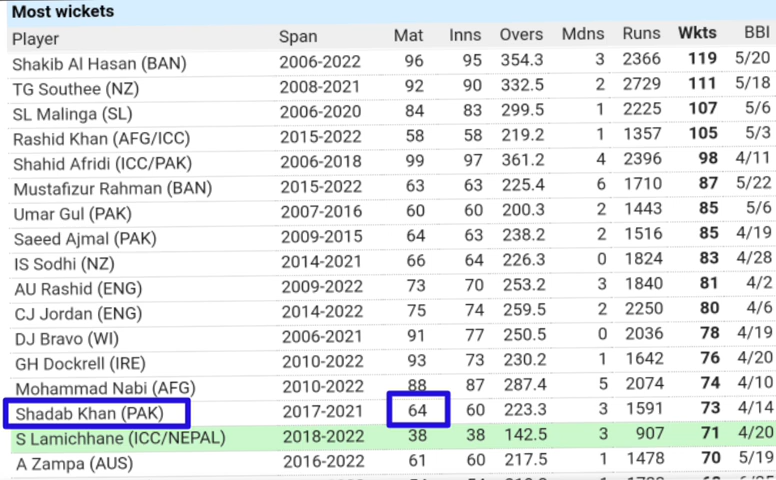 Most wickets
Player Span Mat Inns Overs Mdns Runs Wkts BBI
Shakib Al Hasan (BAN) 2006-2022 96 95 354.3 3 2366 119 5/20
TG Southee (NZ) 2008-2021 92 90 332.5 2 2729 111 5/18
SL Malinga (SL) 2006-2020 84 83 299.5 1 2225 107 5/6
Rashid Khan (AFG/ICC) 2015-2022 58 58 219.2 1 1357 105 5/3
Shahid Afridi (ICC/PAK) 2006-2018 99 97 361.2 4 2396 98 4/11
Mustafizur Rahman (BAN) 2015-2022 63 63 225.4 6 1710 87 5/22
Umar Gul (PAK) 2007-2016 60 60 200.3 2 1443 85 5/6
Saeed Ajmal (PAK) 2009-2015 64 63 238.2 2 1516 85 4/19
IS Sodhi (NZ) 2014-2021 66 64 226.3 0 1824 83 4/28
AU Rashid (ENG) 2009-2022 73 70 253.2 3 1840 81 4/2
CJ Jordan (ENG) 2014-2022 75 74 259.5 2 2250 80 4/6
DJ Bravo (WI) 2006-2021 91 77 250.5 0 2036 78 4/19
GH Dockrell (IRE) 2010-2022 93 73 230.2 1 1642 76 4/20
Mohammad Nabi (AFG) 2010-2022 88 87 287.4 5 2074 74 4/10
Shadab Khan (PAK) 2017-2021 64 60 223.3 3 1591 73 4/14
S Lamichhane (ICC/NEPAL) 2018-2022 38 38 142.5 3 907 71 4/20
A Zampa (AUS) 2016-2022 61 60 217.5 1 1478 70 5/19